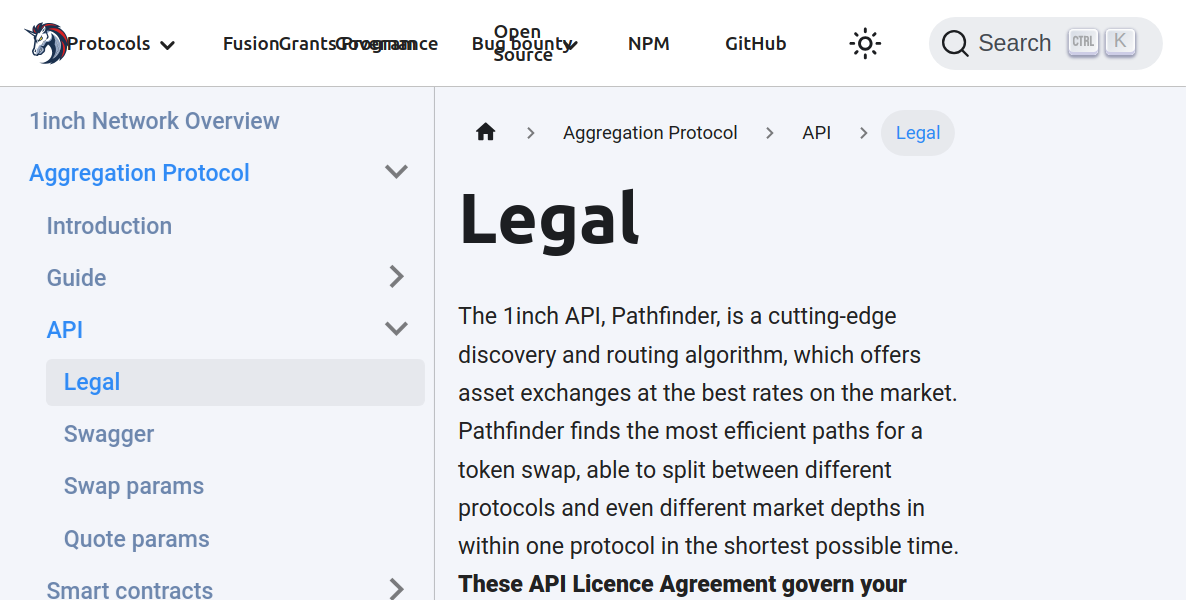 Protocols FusionGrants Program Governance Bug bounty Open Source NPM GitHub Search CTRL K
1inch Network Overview
Aggregation Protocol
Introduction
Guide
API
Legal
Swagger
Swap params
Quote params
Smart contracts
Aggregation Protocol API Legal
Legal
The 1inch API, Pathfinder, is a cutting-edge
discovery and routing algorithm, which offers
asset exchanges at the best rates on the market.
Pathfinder finds the most efficient paths for a
token swap, able to split between different
protocols and even different market depths in
within one protocol in the shortest possible time.
These API Licence Agreement govern your